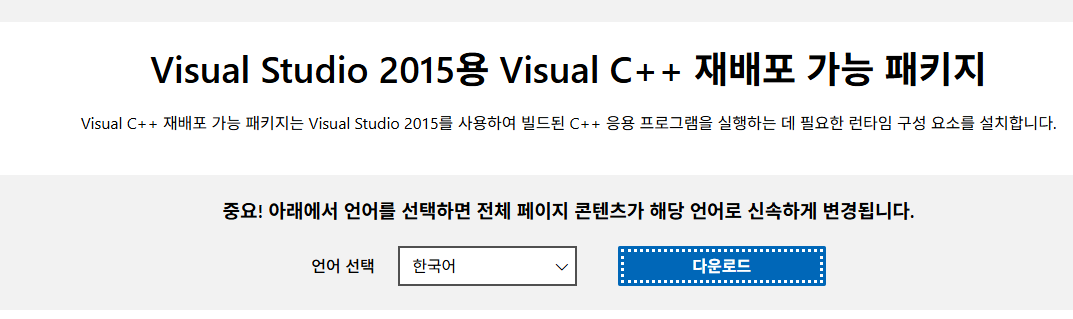 Visual Studio 2015용 Visual C++ 재배포 가능 패키지
Visual C++ 재배포 가능 패키지는 Visual Studio 2015를 사용하여 빌드된 C++ 응용 프로그램을 실행하는 데 필요한 런타임 구성 요소를 설치합니다.
중요! 아래에서 언어를 선택하면 전체 페이지 콘텐츠가 해당 언어로 신속하게 변경됩니다.
언어 선택 한국어 다운로드